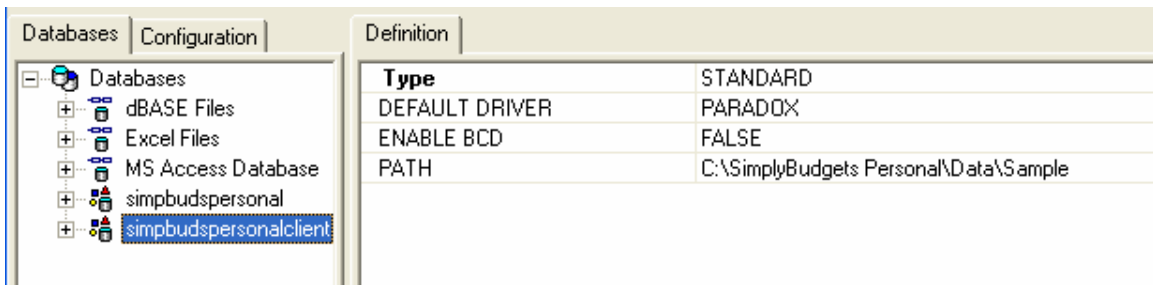 Databases Configuration
Databases
dBASE Files
Excel Files
MS Access Database
simpbudspersonal
simpbudspersonalclient
Definition
Type STANDARD
DEFAULT DRIVER PARADOX
ENABLE BCD FALSE
PATH C:\SimplyBudgets Personal\Data\Sample